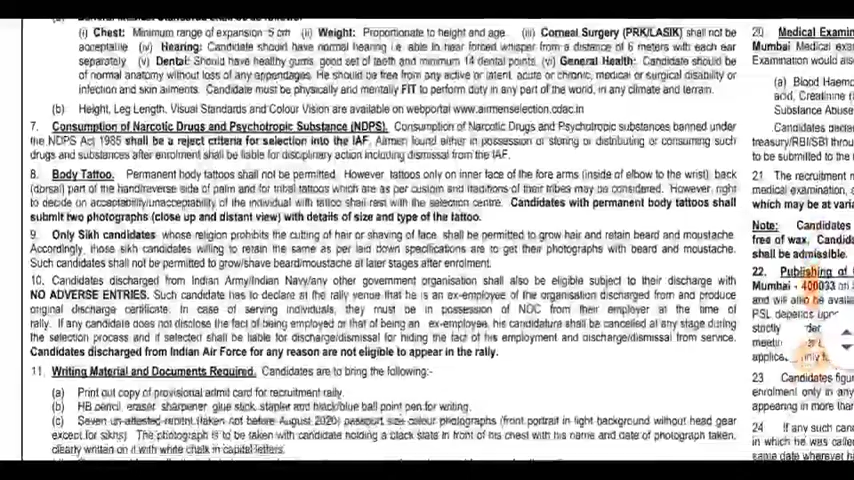 (i) Chest: Minimum range of expansion 5 cm (ii) Weight: Proportionate to height and age. (iii) Corneal Surgery (PRK/LASIK) shall not be
acceptable (iv) Hearing: Candidate should have normal hearing i.e. able to hear forced whisper from a distance of 6 meters with each ear
separately. (v) Dental: Should have healthy gums, good set of teeth and minimum 14 dental points. (vi) General Health: Candidate should be
of normal anatomy without loss of any appendages. He should be free from any active or latent, acute or chronic, medical or surgical disability or
infection and skin ailments. Candidate must be physically and mentally FIT to perform duty in any part of the world, in any climate and terrain.
(b) Height, Leg Length, Visual Standards and Colour Vision are available on webportal www.airmenselection.cdac.in
7. Consumption of Narcotic Drugs and Psychotropic Substance (NDPS). Consumption of Narcotic Drugs and Psychotropic substances banned under
the NDPS Act 1985 shall be a reject criteria for selection into the IAF. Airmen found either in possession or storing or distributing or consuming such
drugs and substances after enrolment shall be liable for disciplinary action including dismissal from the IAF.
8. Body Tattoo. Permanent body tattoos shall not be permitted. However tattoos only on inner face of the fore arms (inside of elbow to the wrist) back
(dorsal) part of the hand/reverse side of palm and for tribal tattoos which are as per custom and traditions of their tribes may be considered. However, right
to decide on acceptability/unacceptability of the individual with tattoo shall rest with the selection centre. Candidates with permanent body tattoos shall
submit two photographs (close up and distant view) with details of size and type of the tattoo.
9. Only Sikh candidates whose religion prohibits the cutting of hair or shaving of face, shall be permitted to grow hair and retain beard and moustache.
Accordingly, those sikh candidates willing to retain the same as per laid down specifications are to get their photographs with beard and moustache.
Such candidates shall not be permitted to grow/shave beard/moustache at later stages after enrolment.
10. Candidates discharged from Indian Army/Indian Navy/any other government organisation shall also be eligible subject to their discharge with
NO ADVERSE ENTRIES. Such candidate has to declare at the rally venue that he is an ex-employee of the organisation discharged from and produce
original discharge certificate. In case of serving individuals, they must be in possession of NOC from their employer at the time of
rally. If any candidate does not disclose the fact of being employed or that of being an ex-employee, his candidature shall be cancelled at any stage during
the selection process and if selected shall be liable for discharge/dismissal for hiding the fact of his employment and discharge/dismissal from service.
Candidates discharged from Indian Air Force for any reason are not eligible to appear in the rally.
11. Writing Material and Documents Required. Candidates are to bring the following:-
(a) Print out copy of provisional admit card for recruitment rally.
(b) HB pencil, eraser, sharpener, glue stick, stapler and black/blue ball point pen for writing.
(c) Seven un-attested recent (taken not before August 2020) passport size colour photographs (front portrait in light background without head gear
except for sikhs). The photograph is to be taken with candidate holding a black slate in front of his chest with his name and date of photograph taken,
clearly written on it with white chalk in capital letters.
20 Medical Examin
Mumbai Medical exam
Examination would also
(a) Blood Haemo
acid, Creatinine (
Substance Abuse
Candidates declare
treasury/RBI/SBI through
to be submitted to the
21 The recruitment m
medical examination, a
which may be at varia
Note: Candidates
free of wax. Candid
shall be admissible.
22. Publishing of
Mumbai - 400033 on
and will also be availa
PSL depends upon
strictly
applic
23 Candidates figur
enrolment only in any
appearing in more than
24 If any such cand
in which he was called
same date wherever h